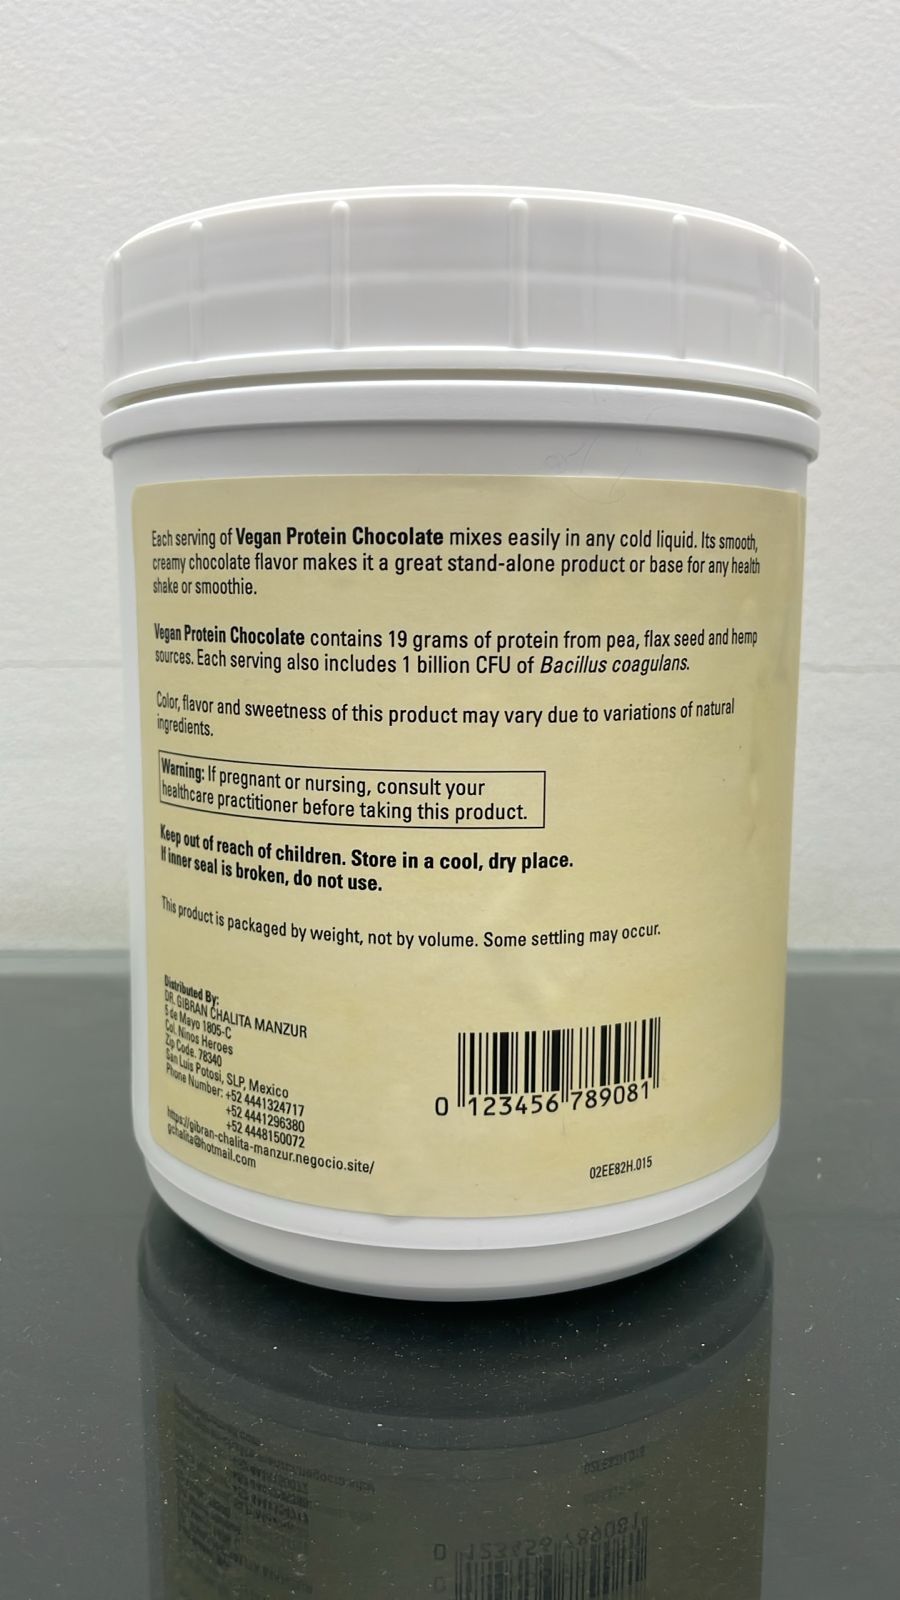 Each serving of Vegan Protein Chocolate mixes easily in any cold liquid. Its smooth,
creamy chocolate flavor makes it a great stand-alone product or base for any health
shake or smoothie.
Vegan Protein Chocolate contains 19 grams of protein from pea, flax seed and hemp
sources. Each serving also includes 1 billion CFU of Bacillus coagulans.
Color, flavor and sweetness of this product may vary due to variations of natural
ingredients.
Warning: If pregnant or nursing, consult your
healthcare practitioner before taking this product.
Keep out of reach of children. Store in a cool, dry place.
If inner seal is broken, do not use.
This product is packaged by weight, not by volume. Some settling may occur.
Distributed By:
DR. GIBRAN CHALITA MANZUR
5 de Mayo 1805-C
Col. Ninos Heroes
Zip Code. 78340
San Luis Potosi, SLP, Mexico
Phone Number: +52 4441324717
+52 4441296380
+52 4448150072
https://gibran-chalita-manzur.negocio.site/
gchalita@hotmail.com
0 123456 789081
02EE82H.015